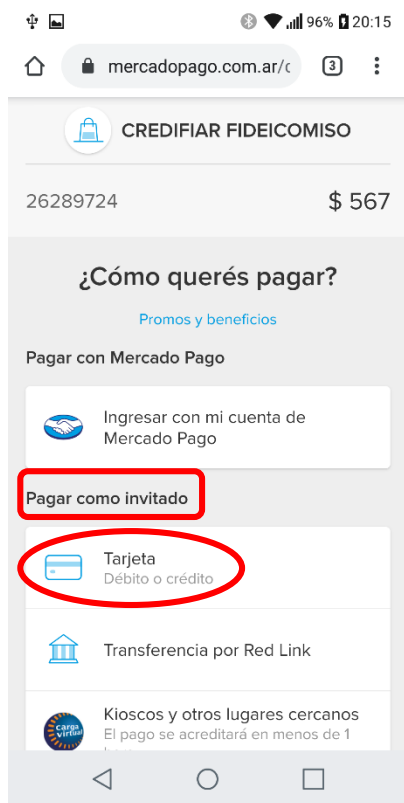 96% 20:15
mercadopago.com.ar/c 3
CREDIFIAR FIDEICOMISO
26289724 $ 567
¿Cómo querés pagar?
Promos y beneficios
Pagar con Mercado Pago
Ingresar con mi cuenta de
Mercado Pago
Pagar como invitado
Tarjeta
Débito o crédito
Transferencia por Red Link
carga
virtual
Kioscos y otros lugares cercanos
El pago se acreditará en menos de 1